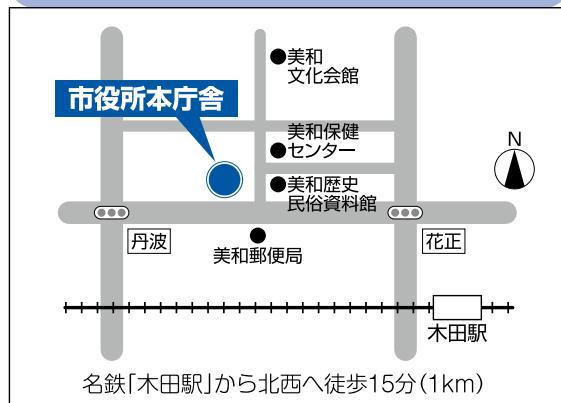 美和
文化会館
市役所本庁舎
美和保健
センター
N
美和歴史
民俗資料館
丹波
花正
美和郵便局
木田駅
名鉄「木田駅」から北西へ徒歩15分(1km)